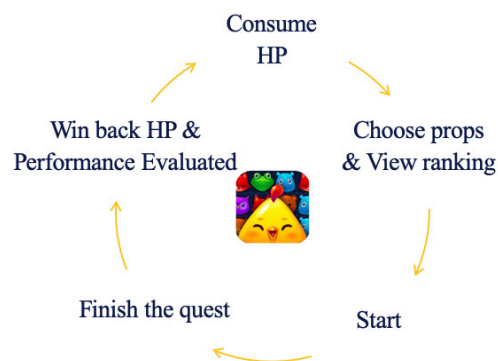 Consume
HP
Choose props
& View ranking
Start
Finish the quest
Win back HP &
Performance Evaluated